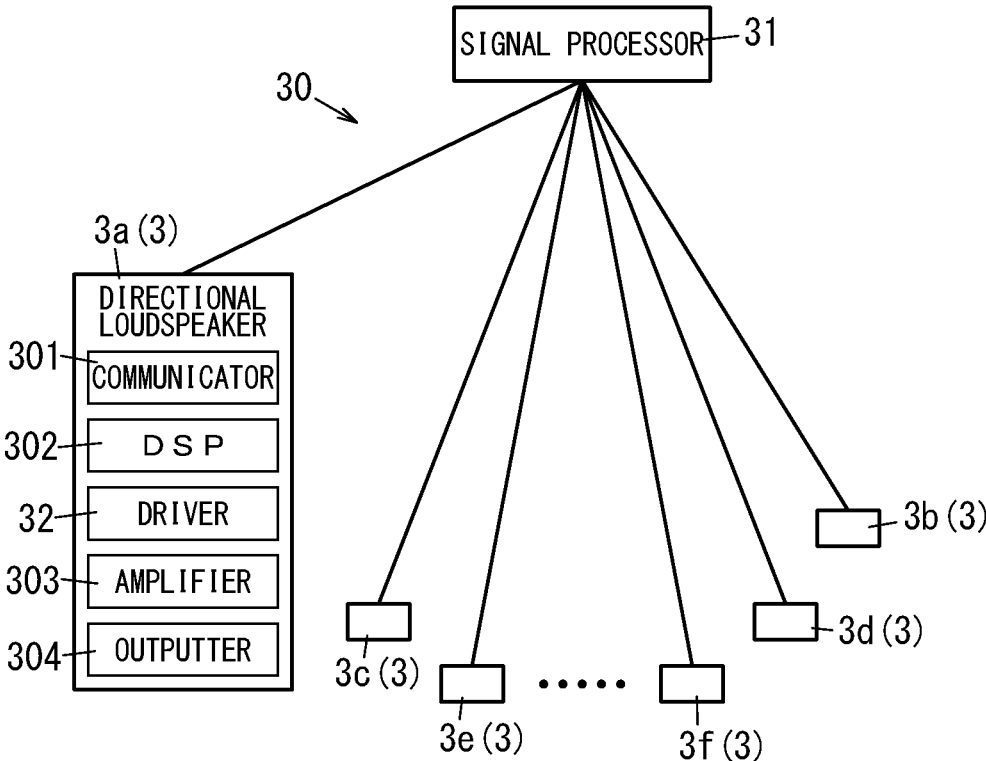 SIGNAL PROCESSOR
31
30
3a(3)
DIRECTIONAL
LOUDSPEAKER
301
COMMUNICATOR
302
DSP
32
DRIVER
303
AMPLIFIER
304
OUTPUTTER
3b(3)
3c(3)
3d(3)
3e(3)
3f(3)